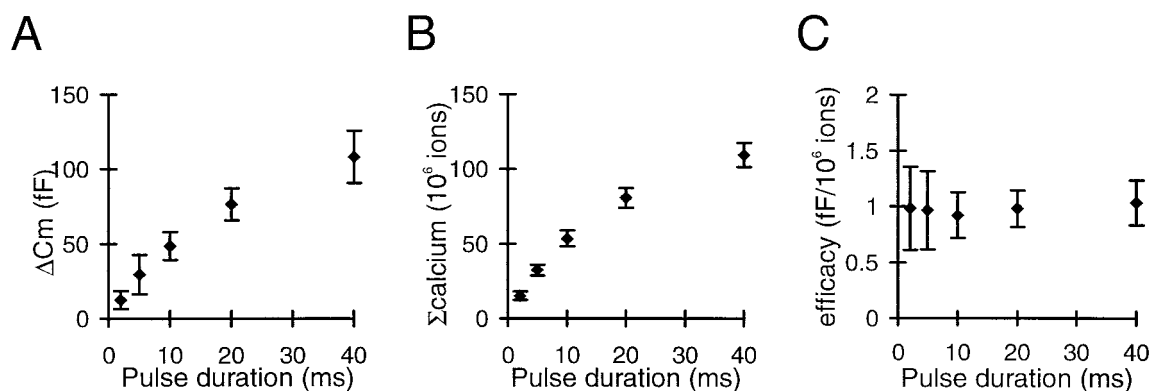 A
B
C
150
100
50
0
ΔCm (fF)
0 10 20 30 40
Pulse duration (ms)
150
100
50
0
Σcalcium (10⁶ ions)
0 10 20 30 40
Pulse duration (ms)
2
1.5
1
0.5
0
efficacy (fF/10⁶ ions)
0 10 20 30 40
Pulse duration (ms)